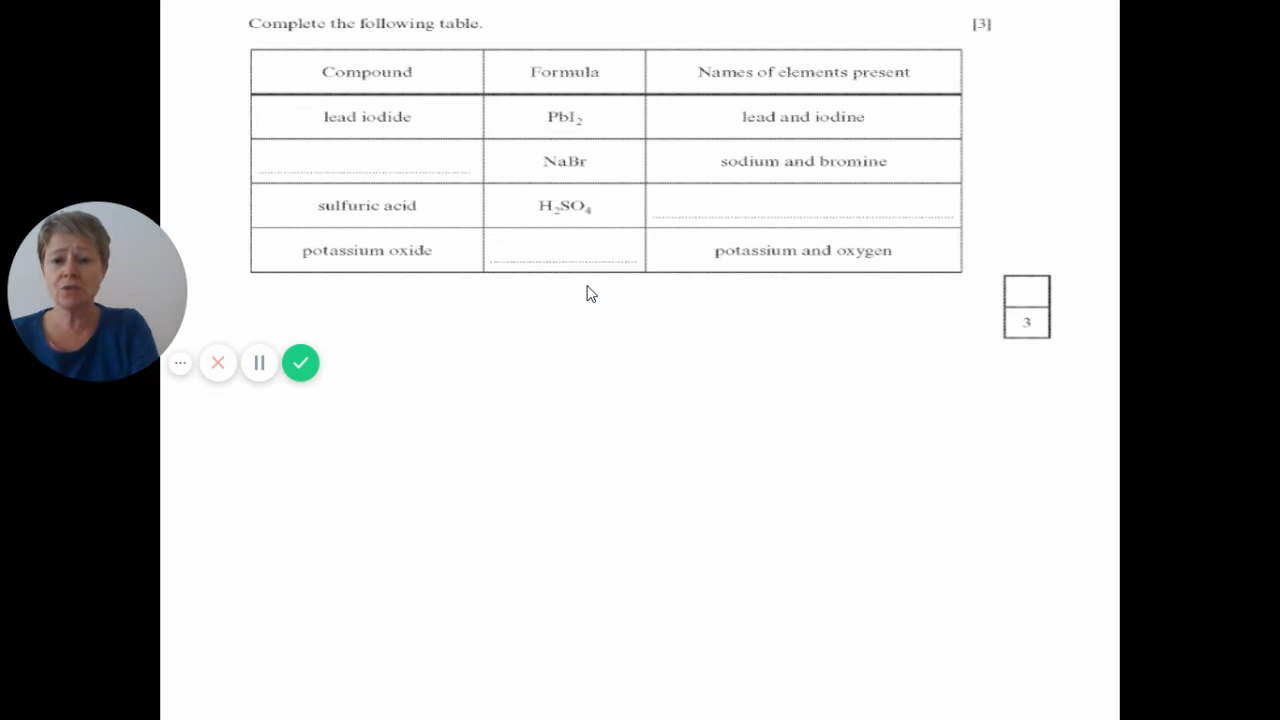 Complete the following table. [3]
Compound Formula Names of elements present
lead iodide PbI₂ lead and iodine
NaBr sodium and bromine
sulfuric acid H₂SO₄
potassium oxide potassium and oxygen
3